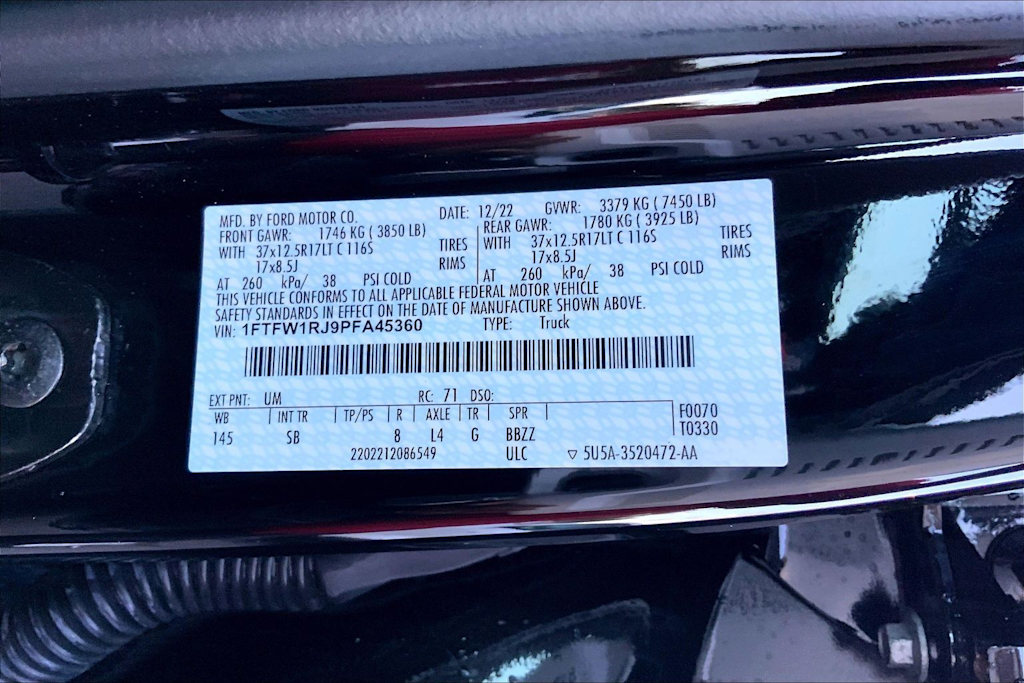 MFD. BY FORD MOTOR CO. DATE: 12/22 GVWR: 3379 KG ( 7450 LB)
FRONT GAWR: 1746 KG ( 3850 LB) REAR GAWR: 1780 KG ( 3925 LB)
WITH 37x12.5R17LT C 116S TIRES WITH 37x12.5R17LT C 116S TIRES
17x8.5J RIMS 17x8.5J RIMS
AT 260 kPa/ 38 PSI COLD AT 260 kPa/ 38 PSI COLD
THIS VEHICLE CONFORMS TO ALL APPLICABLE FEDERAL MOTOR VEHICLE
SAFETY STANDARDS IN EFFECT ON THE DATE OF MANUFACTURE SHOWN ABOVE.
VIN: 1FTFW1RJ9PFA45360 TYPE: Truck
EXT PNT: UM RC: 71 DSO:
WB INT TR TP/PS R AXLE TR SPR F0070
145 SB 8 L4 G BBZZ T0330
2202212086549 ULC ▽ 5U5A-3520472-AA